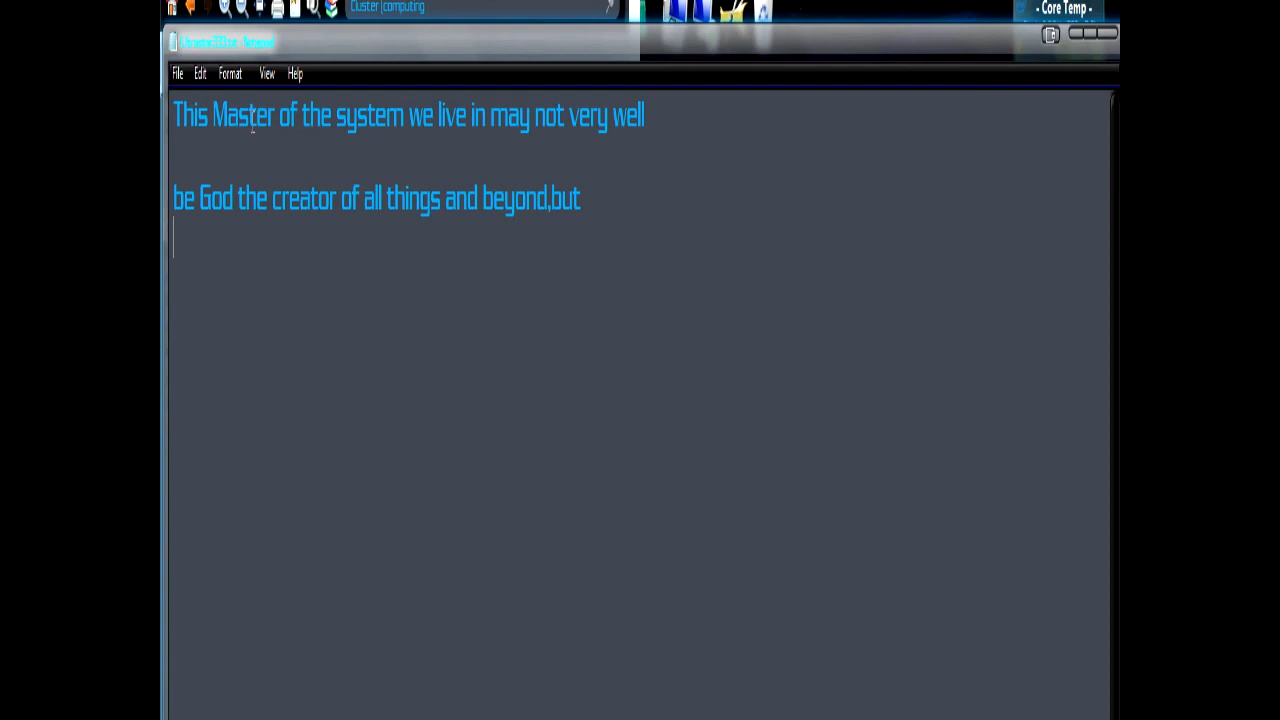 Cluster computing
- Core Temp -
File Edit Format View Help
This Master of the system we live in may not very well
be God the creator of all things and beyond,but